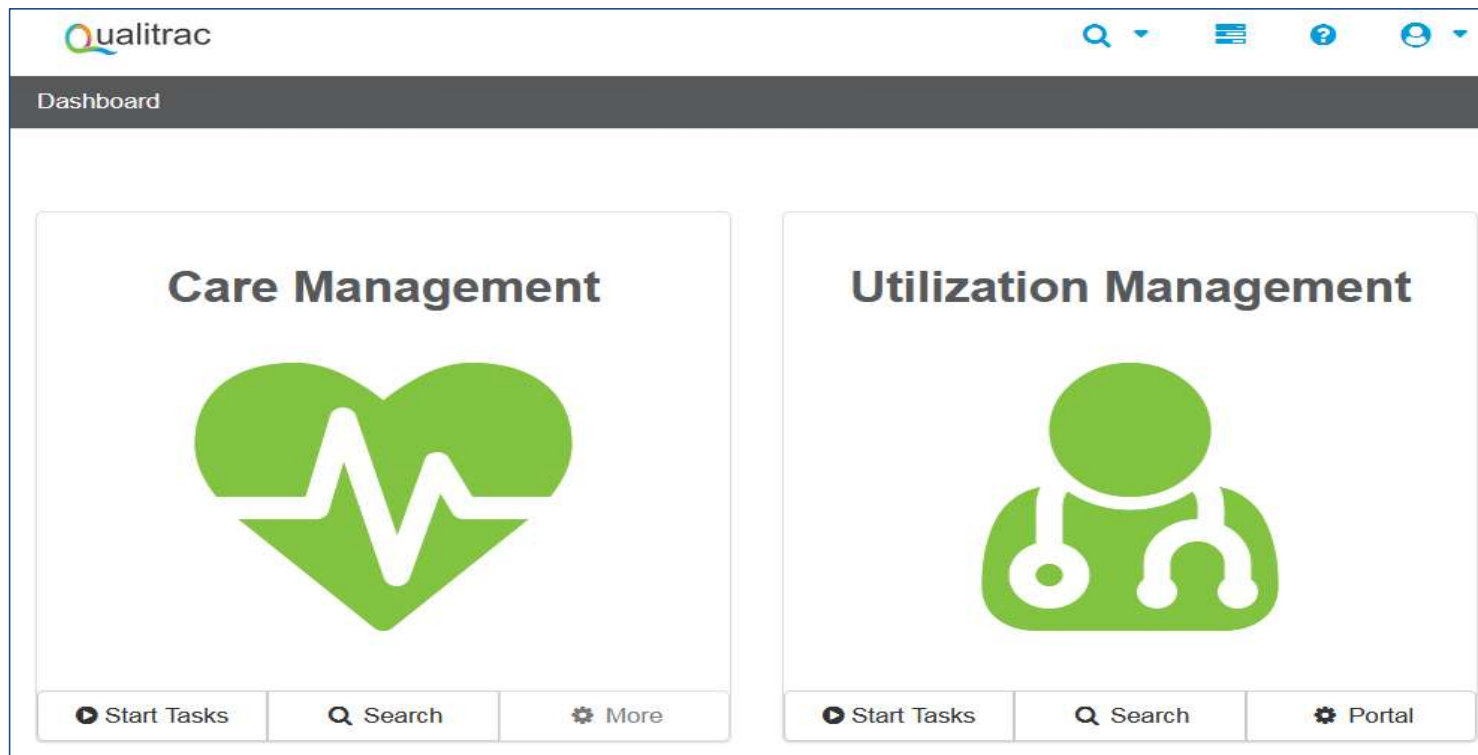 Qualitrac
Dashboard
Care Management
Utilization Management
Start Tasks
Search
More
Start Tasks
Search
Portal